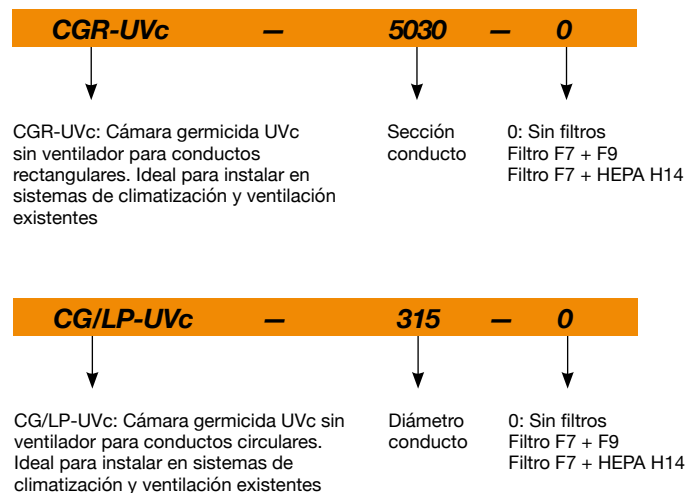 CGR-UVc – 5030 – 0
CGR-UVc: Cámara germicida UVc
sin ventilador para conductos
rectangulares. Ideal para instalar en
sistemas de climatización y ventilación
existentes
Sección
conducto
0: Sin filtros
Filtro F7 + F9
Filtro F7 + HEPA H14
CG/LP-UVc – 315 – 0
CG/LP-UVc: Cámara germicida UVc sin
ventilador para conductos circulares.
Ideal para instalar en sistemas de
climatización y ventilación existentes
Diámetro
conducto
0: Sin filtros
Filtro F7 + F9
Filtro F7 + HEPA H14